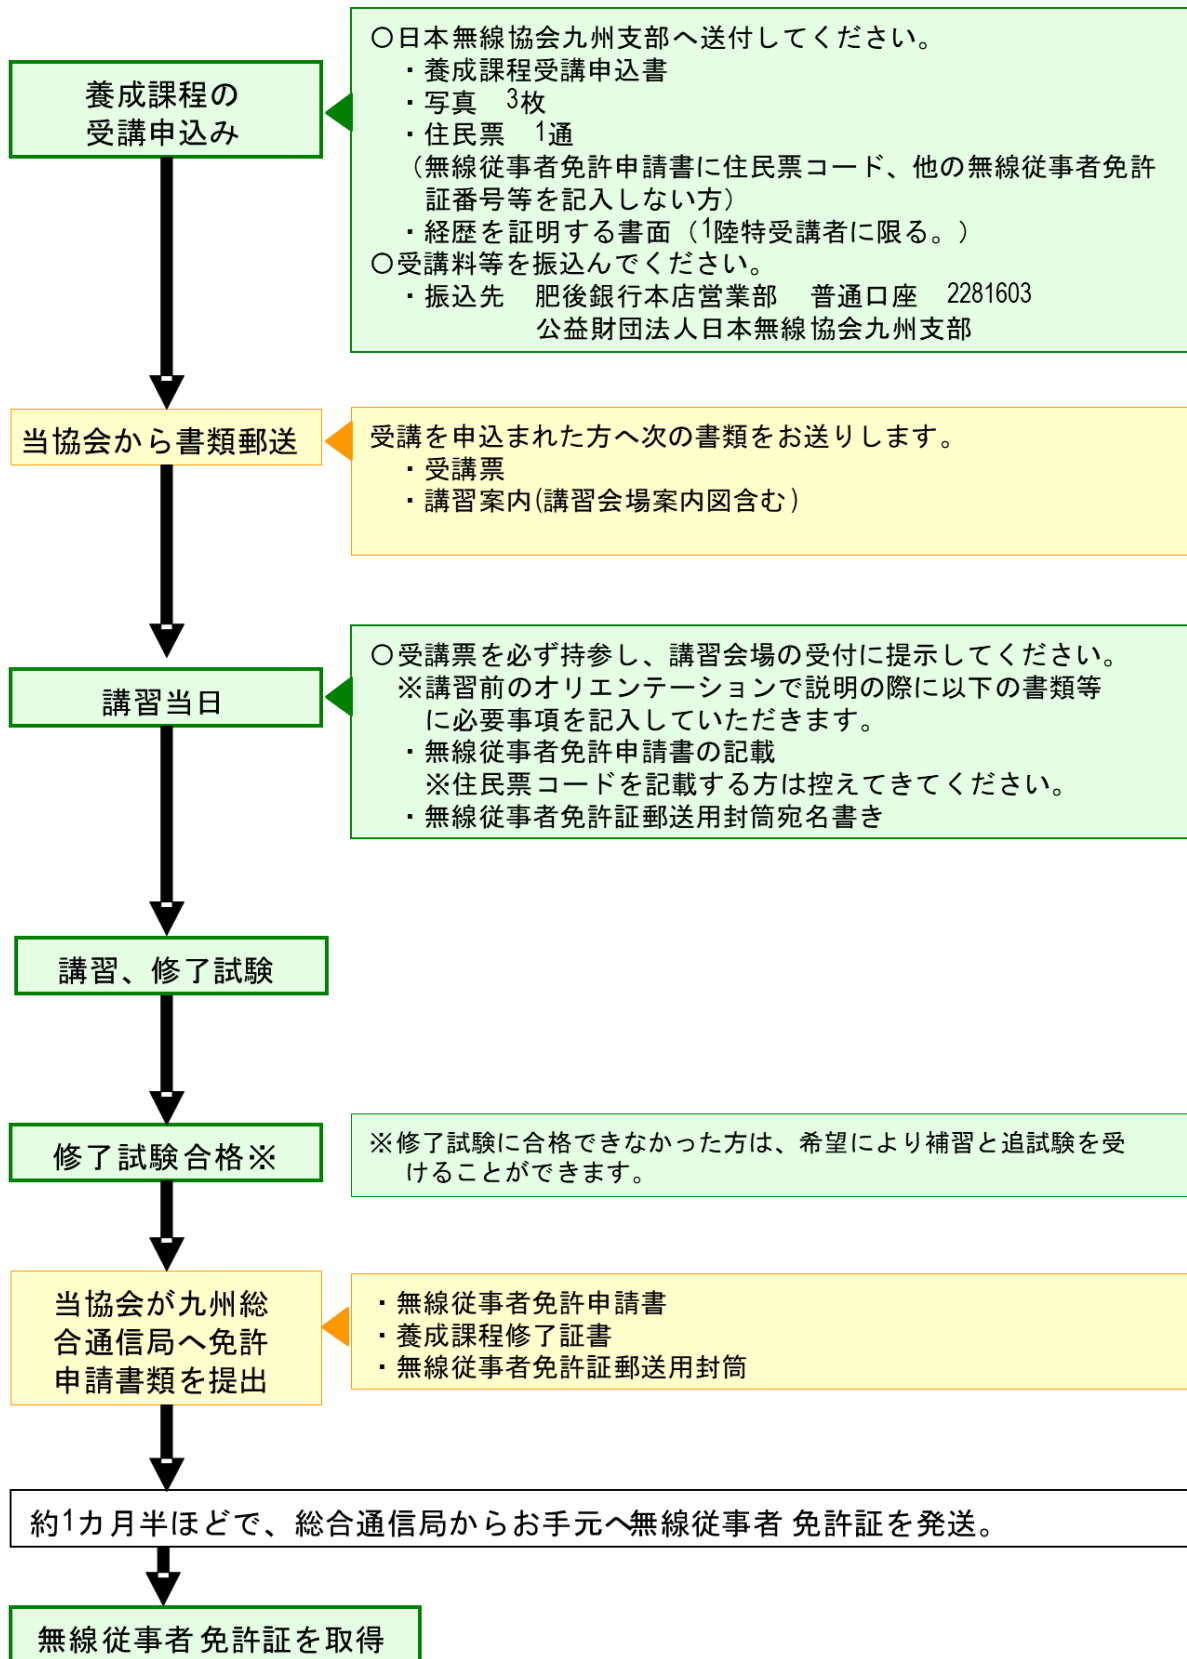 養成課程の
受講申込み
〇日本無線協会九州支部へ送付してください。
・養成課程受講申込書
・写真　3枚
・住民票　1通
（無線従事者免許申請書に住民票コード、他の無線従事者免許
証番号等を記入しない方）
・経歴を証明する書面（1陸特受講者に限る。）
〇受講料等を振込んでください。
・振込先　肥後銀行本店営業部　普通口座　2281603
公益財団法人日本無線協会九州支部
当協会から書類郵送
受講を申込まれた方へ次の書類をお送りします。
・受講票
・講習案内(講習会場案内図含む)
講習当日
〇受講票を必ず持参し、講習会場の受付に提示してください。
※講習前のオリエンテーションで説明の際に以下の書類等
に必要事項を記入していただきます。
・無線従事者免許申請書の記載
※住民票コードを記載する方は控えてきてください。
・無線従事者免許証郵送用封筒宛名書き
講習、修了試験
修了試験合格※
※修了試験に合格できなかった方は、希望により補習と追試験を受
けることができます。
当協会が九州総
合通信局へ免許
申請書類を提出
・無線従事者免許申請書
・養成課程修了証書
・無線従事者免許証郵送用封筒
約1カ月半ほどで、総合通信局からお手元へ無線従事者 免許証を発送。
無線従事者 免許証を取得